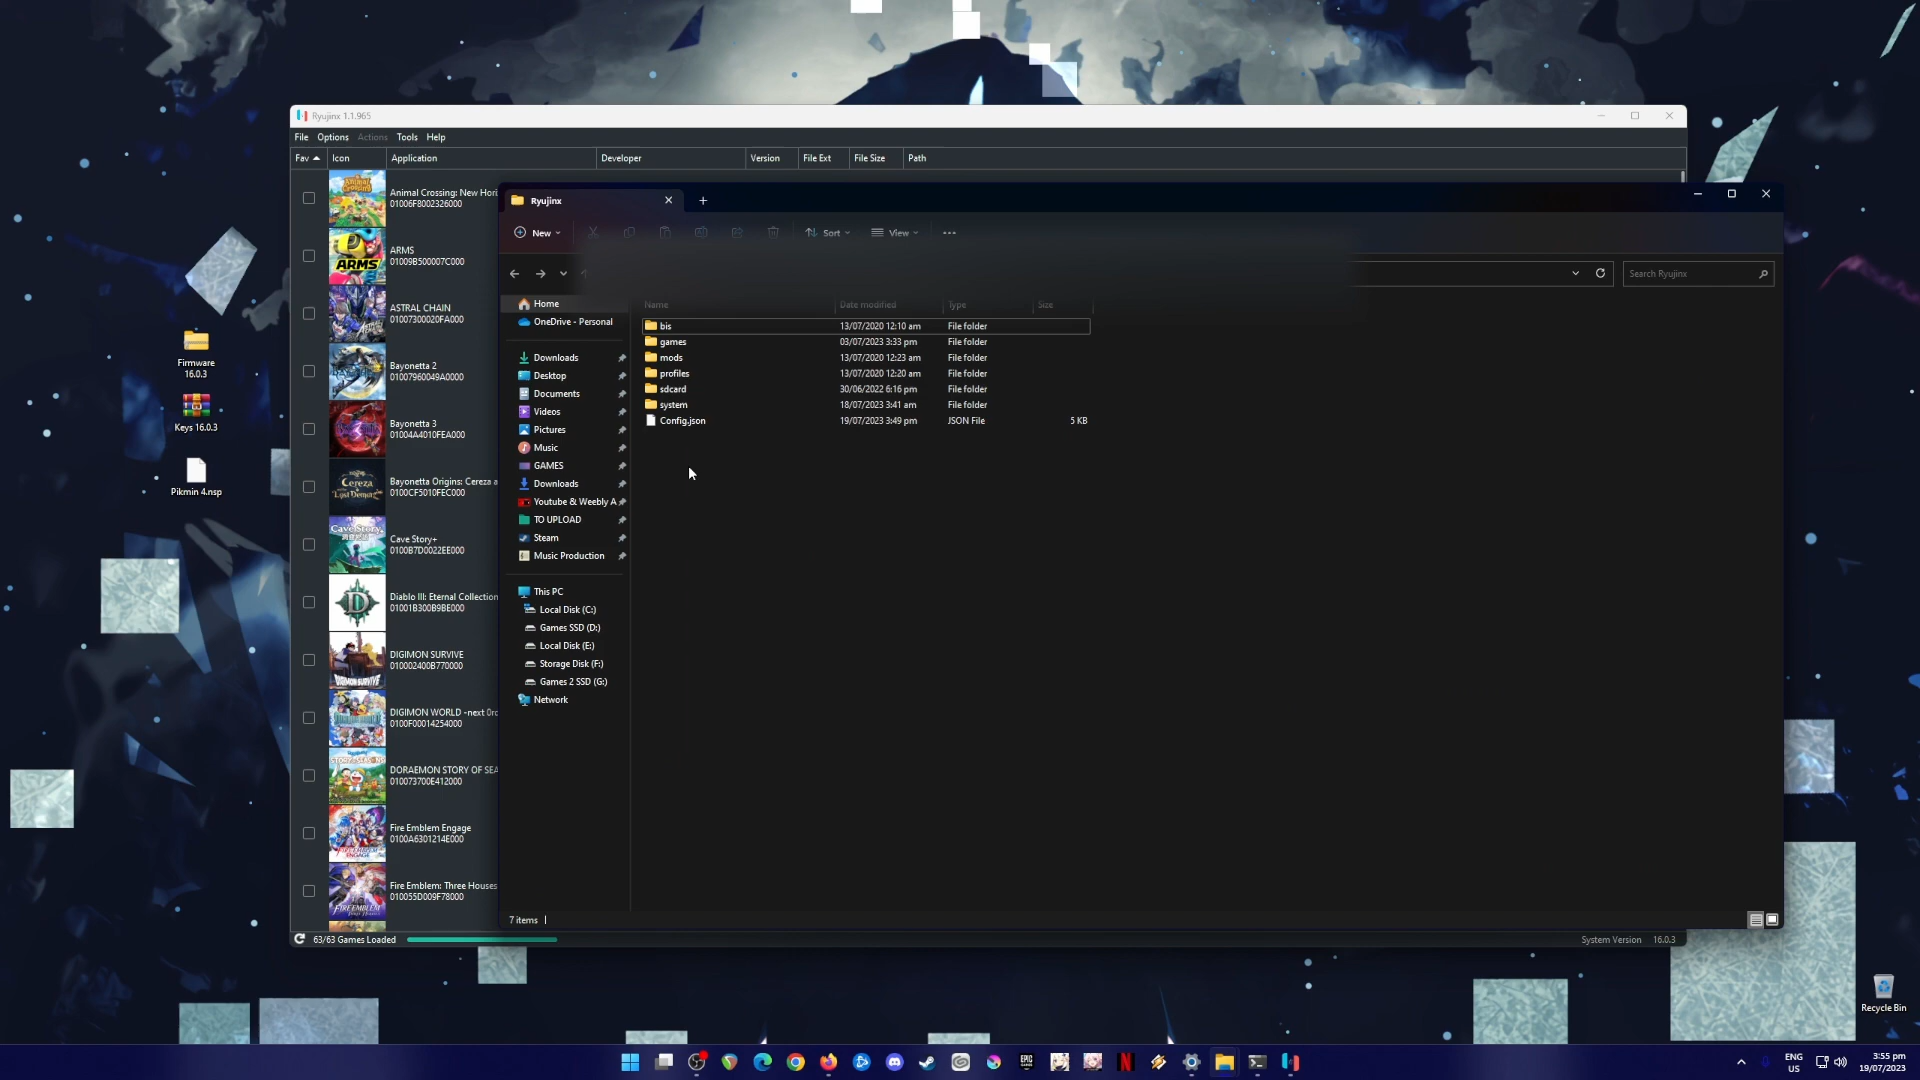 Ryujinx 1.1.965
File Options Actions Tools Help
Fav Icon Application Developer Version File Ext File Size Path
Animal Crossing: New Hori
01006F8002326000
ARMS
01009B500007C000
ASTRAL CHAIN
01007300020FA000
Bayonetta 2
01007960049A0000
Bayonetta 3
01004A4010FEA000
Bayonetta Origins: Cereza a
0100CF5010FEC000
Cave Story+
0100B7D0022EE000
Diablo III: Eternal Collection
01001B300B9BE000
DIGIMON SURVIVE
010002400B770000
DIGIMON WORLD -next 0rd
0100F00014254000
DORAEMON STORY OF SEA
010073700E412000
Fire Emblem Engage
0100A6301214E000
Fire Emblem: Three Houses
010055D009F78000
63/63 Games Loaded
System Version 16.0.3
Ryujinx
New Sort View
Search Ryujinx
Home
OneDrive - Personal
Downloads
Desktop
Documents
Videos
Pictures
Music
GAMES
Downloads
Youtube & Weebly A
TO UPLOAD
Steam
Music Production
This PC
Local Disk (C:)
Games SSD (D:)
Local Disk (E:)
Storage Disk (F:)
Games 2 SSD (G:)
Network
Name Date modified Type Size
bis 13/07/2020 12:10 am File folder
games 03/07/2023 3:33 pm File folder
mods 13/07/2020 12:23 am File folder
profiles 13/07/2020 12:20 am File folder
sdcard 30/06/2022 6:16 pm File folder
system 18/07/2023 3:41 am File folder
Config.json 19/07/2023 3:49 pm JSON File 5 KB
7 items
Firmware
16.0.3
Keys 16.0.3
Pikmin 4.nsp
Recycle Bin
ENG
US
3:55 pm
19/07/2023